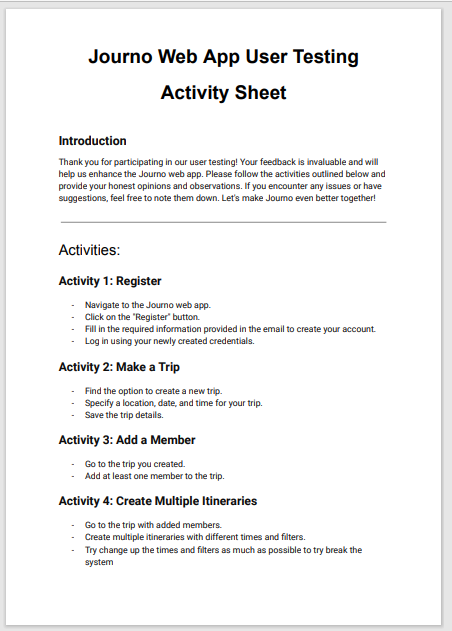 Journo Web App User Testing
Activity Sheet
Introduction
Thank you for participating in our user testing! Your feedback is invaluable and will
help us enhance the Journo web app. Please follow the activities outlined below and
provide your honest opinions and observations. If you encounter any issues or have
suggestions, feel free to note them down. Let's make Journo even better together!
Activities:
Activity 1: Register
- Navigate to the Journo web app.
- Click on the "Register" button.
- Fill in the required information provided in the email to create your account.
- Log in using your newly created credentials.
Activity 2: Make a Trip
- Find the option to create a new trip.
- Specify a location, date, and time for your trip.
- Save the trip details.
Activity 3: Add a Member
- Go to the trip you created.
- Add at least one member to the trip.
Activity 4: Create Multiple Itineraries
- Go to the trip with added members.
- Create multiple itineraries with different times and filters.
- Try change up the times and filters as much as possible to try break the
system